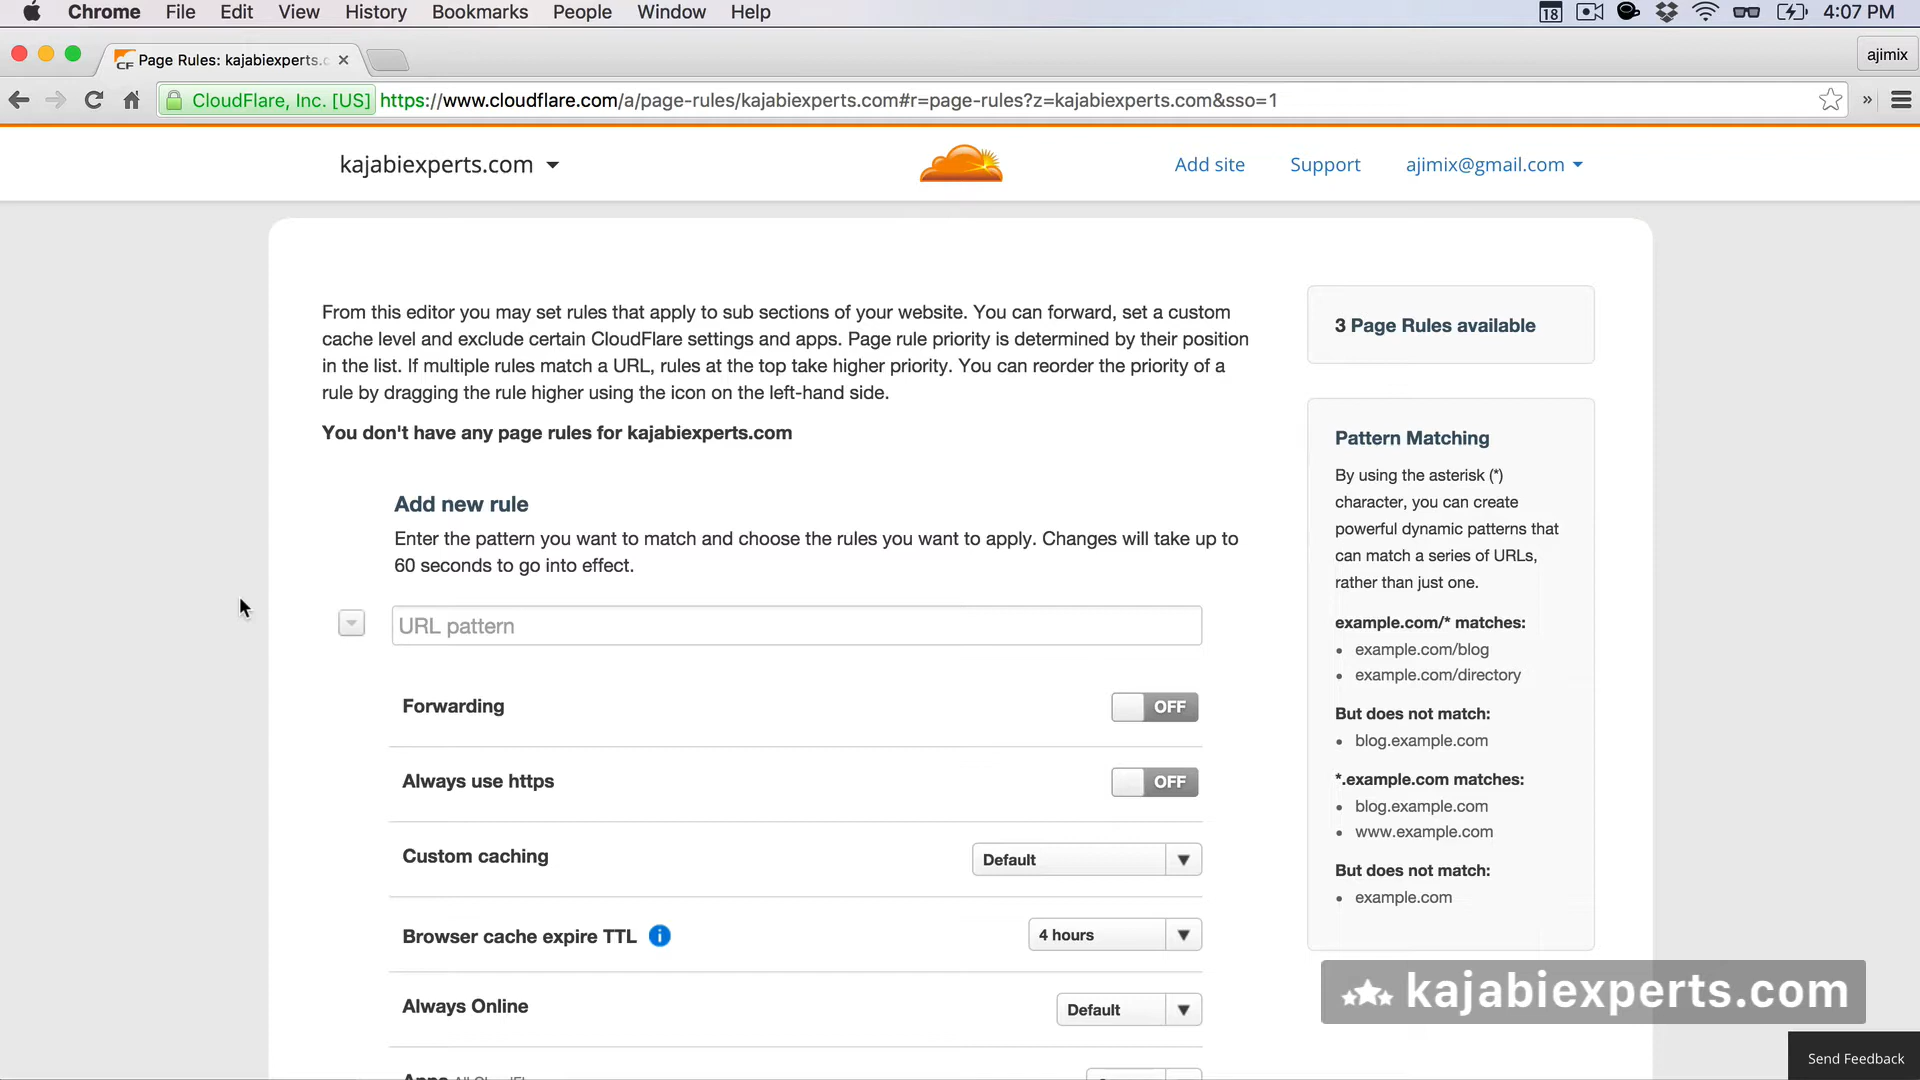 Chrome File Edit View History Bookmarks People Window Help 18 4:07 PM
CF Page Rules: kajabiexperts.c ajimix
CloudFlare, Inc. [US] https://www.cloudflare.com/a/page-rules/kajabiexperts.com#r=page-rules?z=kajabiexperts.com&sso=1 »
kajabiexperts.com Add site Support ajimix@gmail.com
From this editor you may set rules that apply to sub sections of your website. You can forward, set a custom
cache level and exclude certain CloudFlare settings and apps. Page rule priority is determined by their position
in the list. If multiple rules match a URL, rules at the top take higher priority. You can reorder the priority of a
rule by dragging the rule higher using the icon on the left-hand side.
You don't have any page rules for kajabiexperts.com
Add new rule
Enter the pattern you want to match and choose the rules you want to apply. Changes will take up to
60 seconds to go into effect.
URL pattern
Forwarding OFF
Always use https OFF
Custom caching Default
Browser cache expire TTL i 4 hours
Always Online Default
Apps
3 Page Rules available
Pattern Matching
By using the asterisk (*)
character, you can create
powerful dynamic patterns that
can match a series of URLs,
rather than just one.
example.com/* matches:
• example.com/blog
• example.com/directory
But does not match:
• blog.example.com
*.example.com matches:
• blog.example.com
• www.example.com
But does not match:
• example.com
kajabiexperts.com
Send Feedback